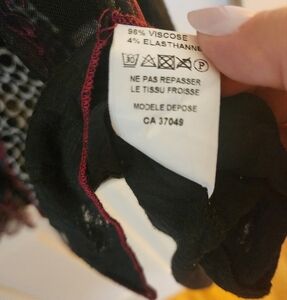 96% VISCOSE
4% ELASTHANNE
NE PAS REPASSER
LE TISSU FROISSE
MODELE DEPOSE
CA 37049